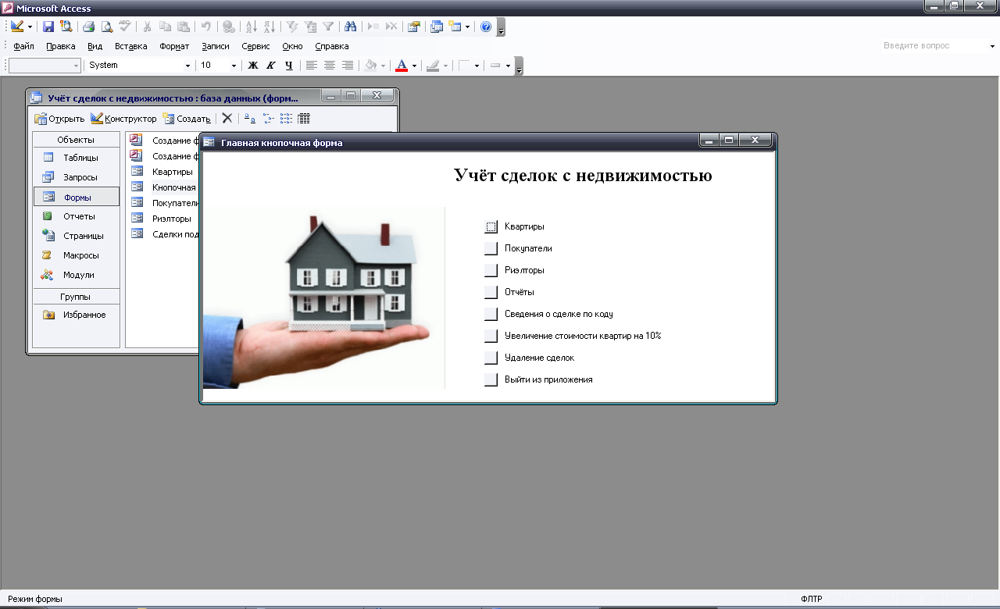 Microsoft Access
Файл Правка Вид Вставка Формат Записи Сервис Окно Справка
Введите вопрос
System 10 Ж К Ч А
Учёт сделок с недвижимостью : база данных (форм...
Открыть Конструктор Создать
Объекты
Таблицы
Запросы
Формы
Отчеты
Страницы
Макросы
Модули
Группы
Избранное
Создание ф
Создание ф
Квартиры
Кнопочная
Покупатели
Риэлторы
Сделки под
Главная кнопочная форма
Учёт сделок с недвижимостью
Квартиры
Покупатели
Риэлторы
Отчёты
Сведения о сделке по коду
Увеличение стоимости квартир на 10%
Удаление сделок
Выйти из приложения
Режим формы
ФЛТР